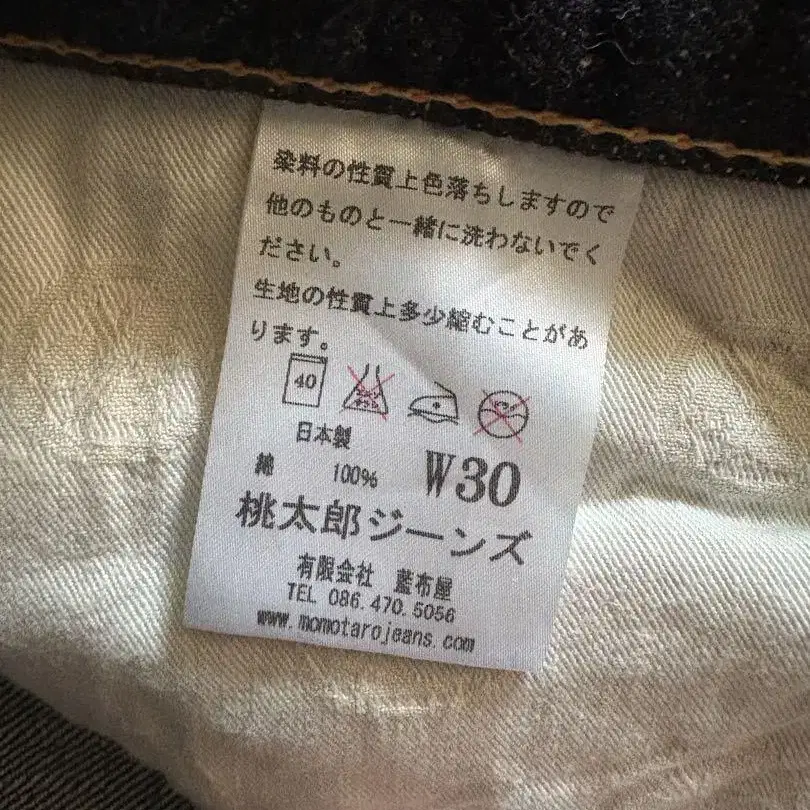 染料の性質上色落ちしますので
他のものと一緒に洗わないでく
ださい。
生地の性質上多少縮むことがあ
ります。
40
日本製
綿 100% W30
桃太郎ジーンズ
有限会社 藍布屋
TEL 086.470.5056
www.momotarojeans.com